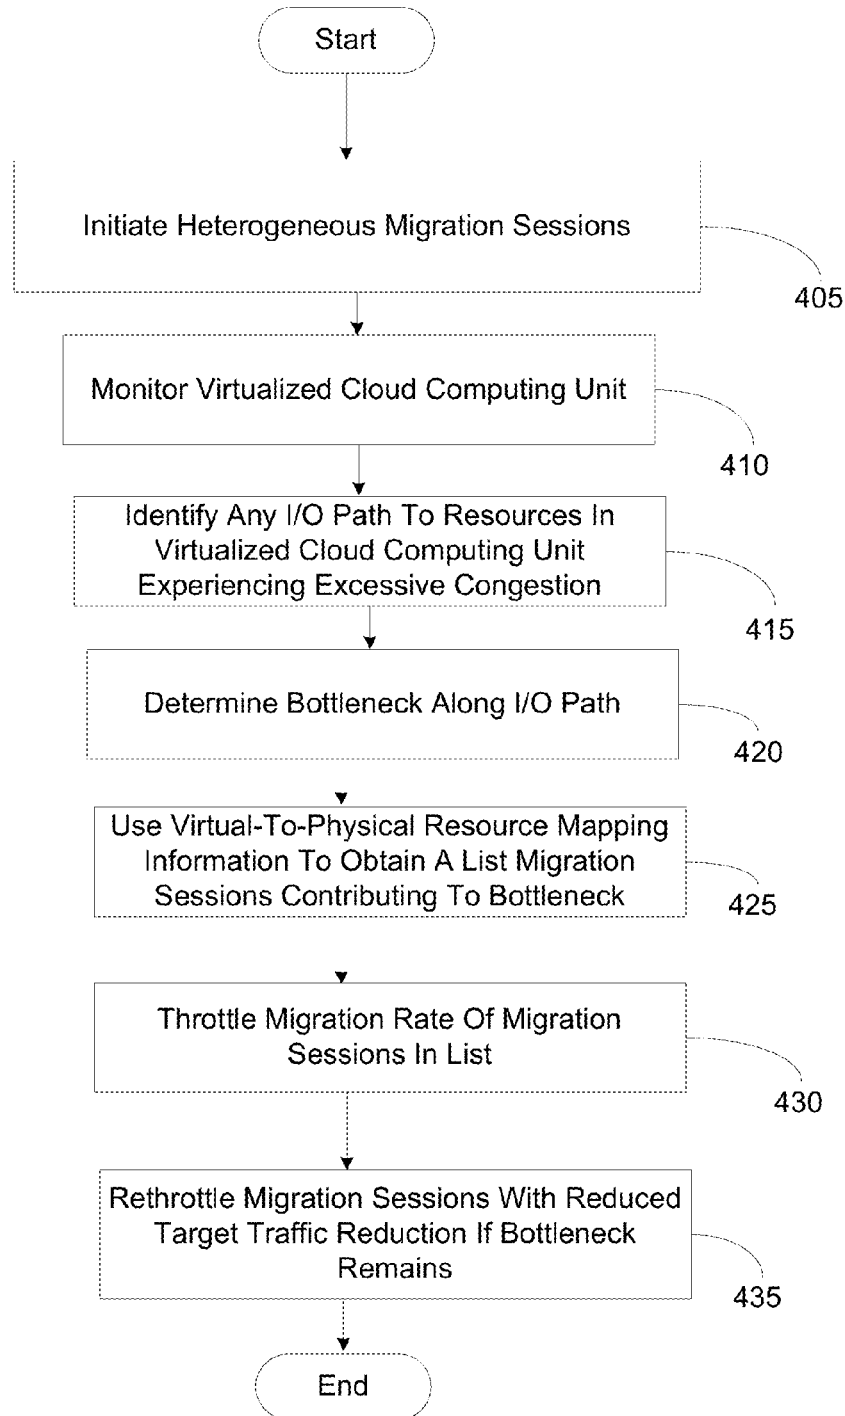 Start
Initiate Heterogeneous Migration Sessions
405
Monitor Virtualized Cloud Computing Unit
410
Identify Any I/O Path To Resources In
Virtualized Cloud Computing Unit
Experiencing Excessive Congestion
415
Determine Bottleneck Along I/O Path
420
Use Virtual-To-Physical Resource Mapping
Information To Obtain A List Migration
Sessions Contributing To Bottleneck
425
Throttle Migration Rate Of Migration
Sessions In List
430
Rethrottle Migration Sessions With Reduced
Target Traffic Reduction If Bottleneck
Remains
435
End